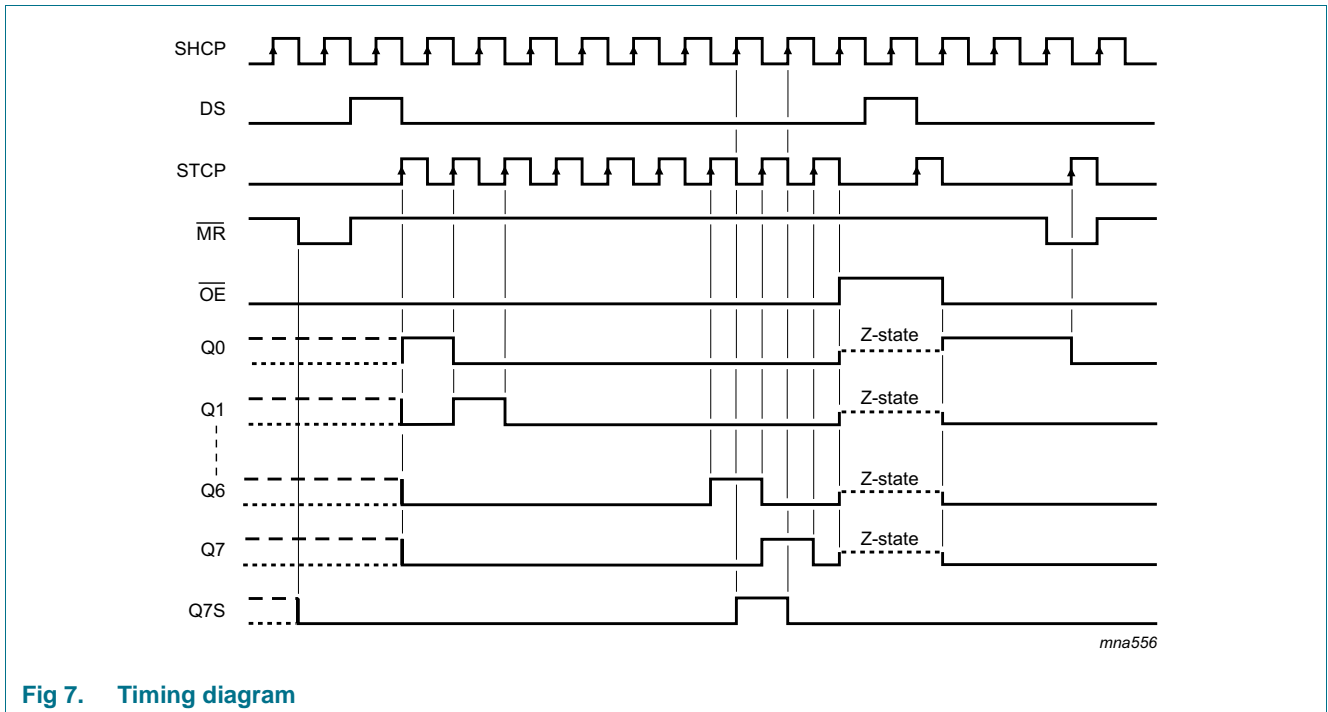 SHCP
DS
STCP
MR
OE
Z-state
Q0
Z-state
Q1
Z-state
Q6
Z-state
Q7
Q7S
mna556
Fig 7. Timing diagram